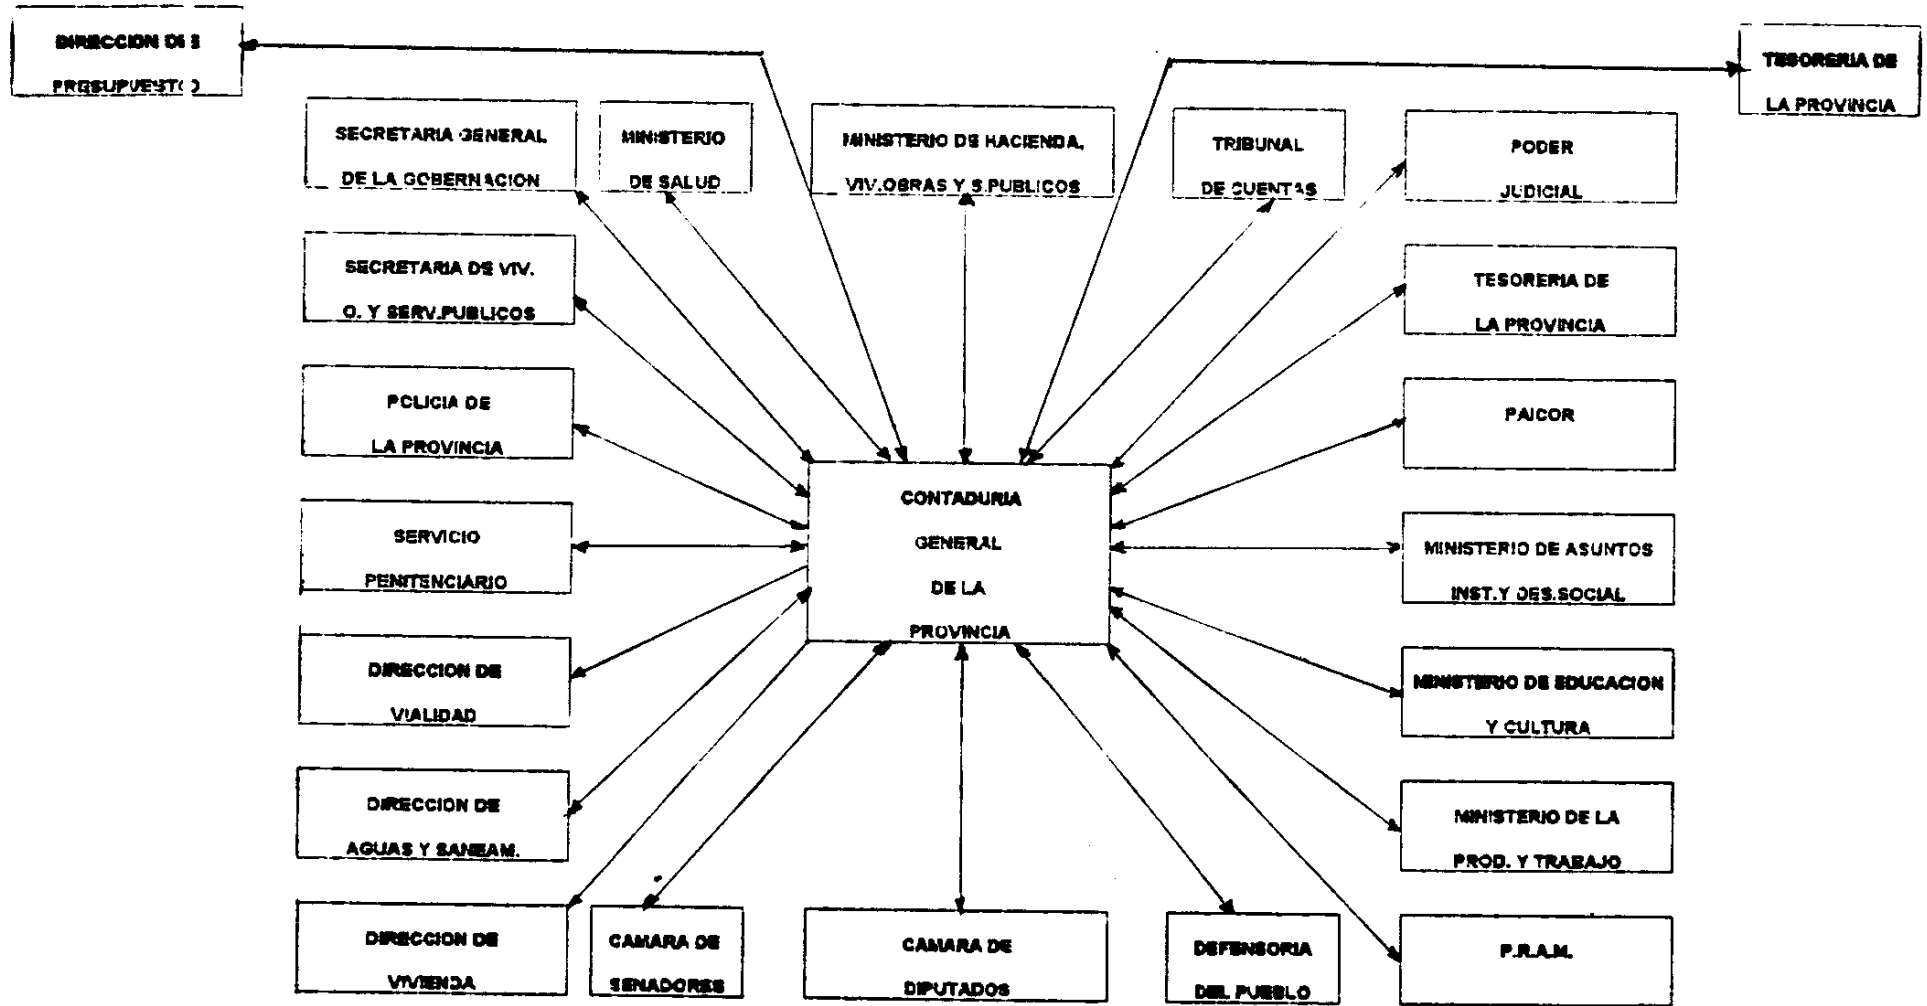 DIRECCION DE
PRESUPUESTO
TESORERIA DE
LA PROVINCIA
SECRETARIA GENERAL
DE LA GOBERNACION
MINISTERIO
DE SALUD
MINISTERIO DE HACIENDA,
VIV.OBRAS Y S.PUBLICOS
TRIBUNAL
DE CUENTAS
PODER
JUDICIAL
SECRETARIA DE VIV.
O. Y SERV.PUBLICOS
TESORERIA DE
LA PROVINCIA
POLICIA DE
LA PROVINCIA
PAICOR
CONTADURIA
GENERAL
DE LA
PROVINCIA
SERVICIO
PENITENCIARIO
MINISTERIO DE ASUNTOS
INST.Y DES.SOCIAL
DIRECCION DE
VIALIDAD
MINISTERIO DE EDUCACION
Y CULTURA
DIRECCION DE
AGUAS Y SANEAM.
MINISTERIO DE LA
PROD. Y TRABAJO
DIRECCION DE
VIVIENDA
CAMARA DE
SENADORES
CAMARA DE
DIPUTADOS
DEFENSORIA
DEL PUEBLO
P.R.A.M.